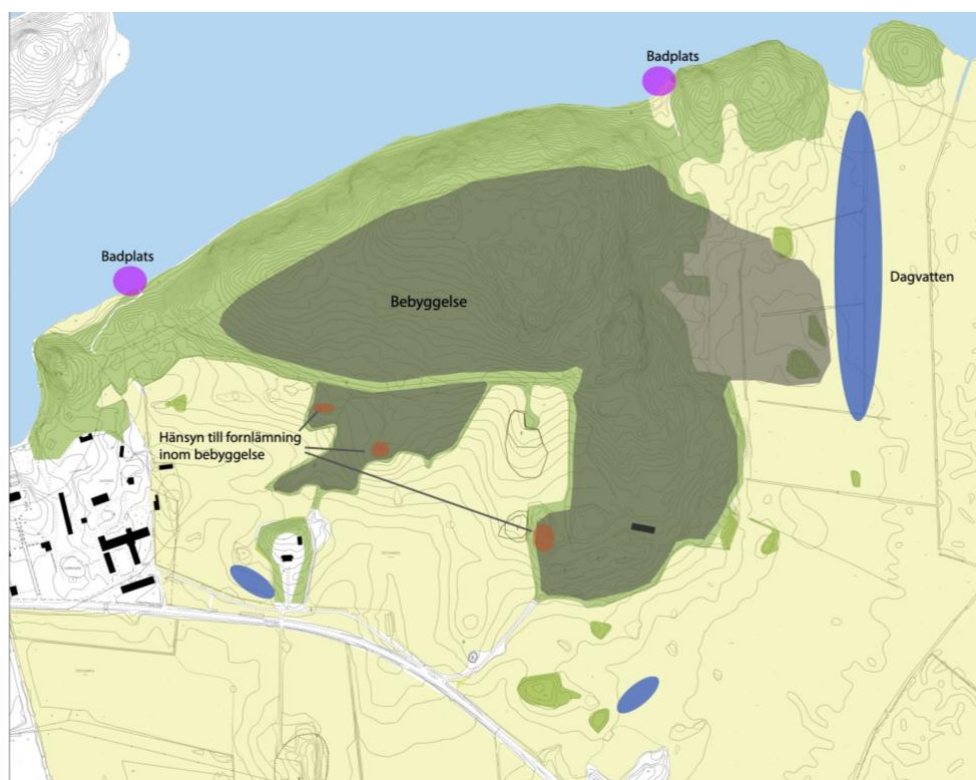 Badplats
Badplats
Bebyggelse
Dagvatten
Hänsyn till fornlämning
inom bebyggelse